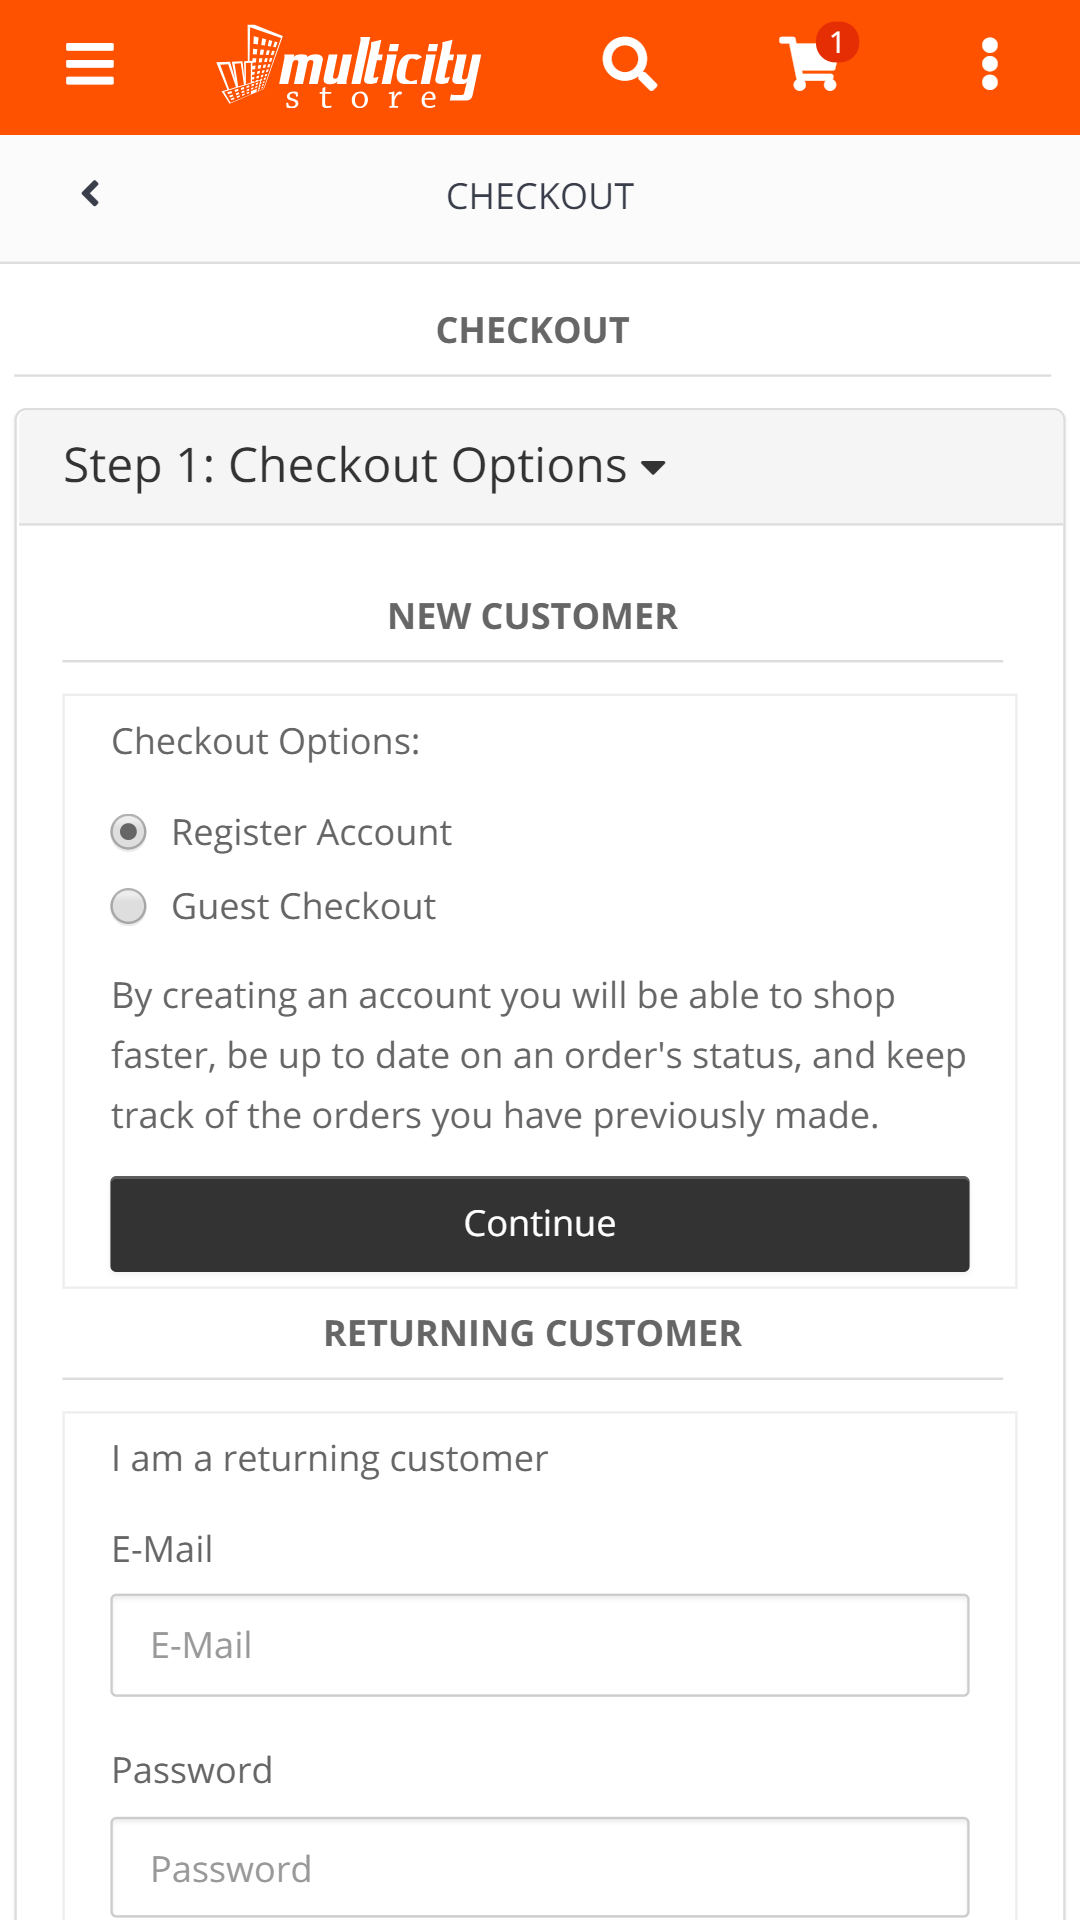 multicity
store
1
CHECKOUT
CHECKOUT
Step 1: Checkout Options
NEW CUSTOMER
Checkout Options:
Register Account
Guest Checkout
By creating an account you will be able to shop
faster, be up to date on an order's status, and keep
track of the orders you have previously made.
Continue
RETURNING CUSTOMER
I am a returning customer
E-Mail
E-Mail
Password
Password